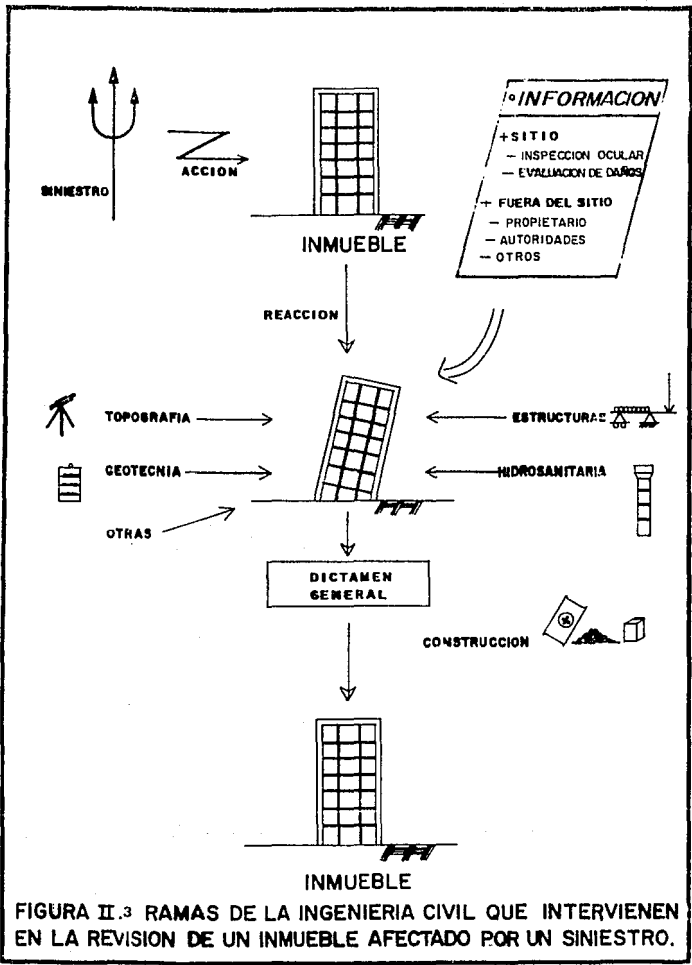 SINIESTRO
ACCION
INMUEBLE
INFORMACION
+ SITIO
— INSPECCION OCULAR
— EVALUACION DE DAÑOS
+ FUERA DEL SITIO
— PROPIETARIO
— AUTORIDADES
— OTROS
REACCION
TOPOGRAFIA
ESTRUCTURAS
GEOTECNIA
HIDROSANITARIA
OTRAS
DICTAMEN
GENERAL
CONSTRUCCION
INMUEBLE
FIGURA II.3 RAMAS DE LA INGENIERIA CIVIL QUE INTERVIENEN
EN LA REVISION DE UN INMUEBLE AFECTADO POR UN SINIESTRO.